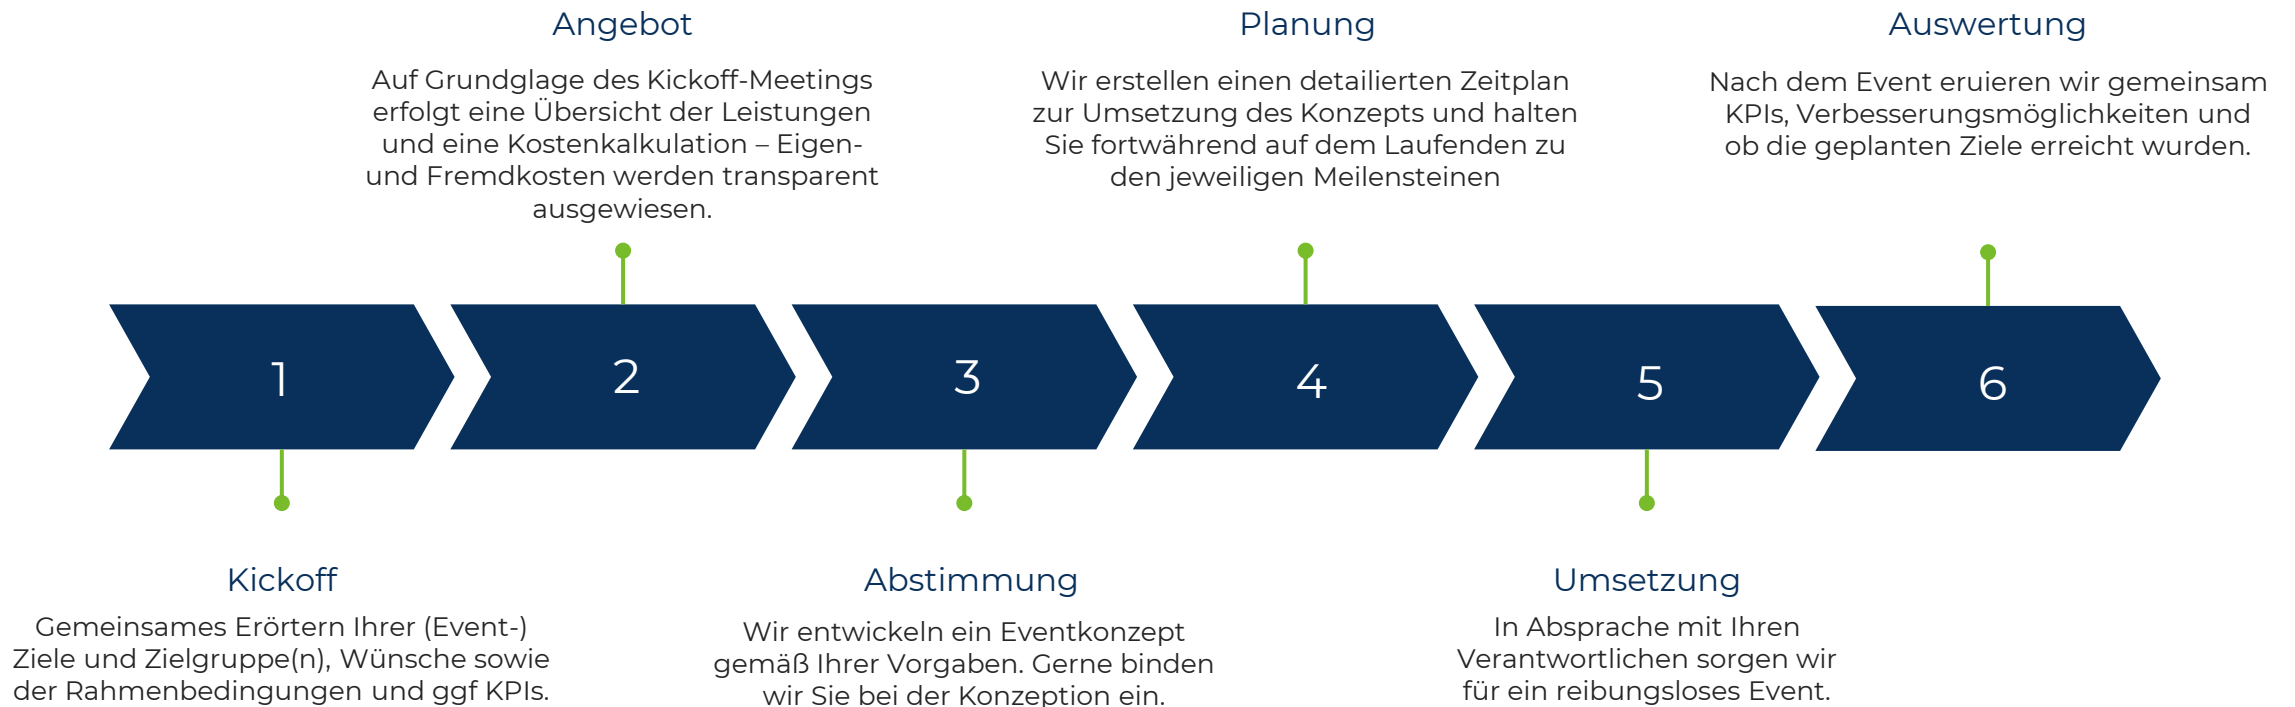 Angebot
Auf Grundglage des Kickoff-Meetings
erfolgt eine Übersicht der Leistungen
und eine Kostenkalkulation – Eigen-
und Fremdkosten werden transparent
ausgewiesen.
Planung
Wir erstellen einen detailierten Zeitplan
zur Umsetzung des Konzepts und halten
Sie fortwährend auf dem Laufenden zu
den jeweiligen Meilensteinen
Auswertung
Nach dem Event eruieren wir gemeinsam
KPIs, Verbesserungsmöglichkeiten und
ob die geplanten Ziele erreicht wurden.
1
2
3
4
5
6
Kickoff
Gemeinsames Erörtern Ihrer (Event-)
Ziele und Zielgruppe(n), Wünsche sowie
der Rahmenbedingungen und ggf KPIs.
Abstimmung
Wir entwickeln ein Eventkonzept
gemäß Ihrer Vorgaben. Gerne binden
wir Sie bei der Konzeption ein.
Umsetzung
In Absprache mit Ihren
Verantwortlichen sorgen wir
für ein reibungsloses Event.